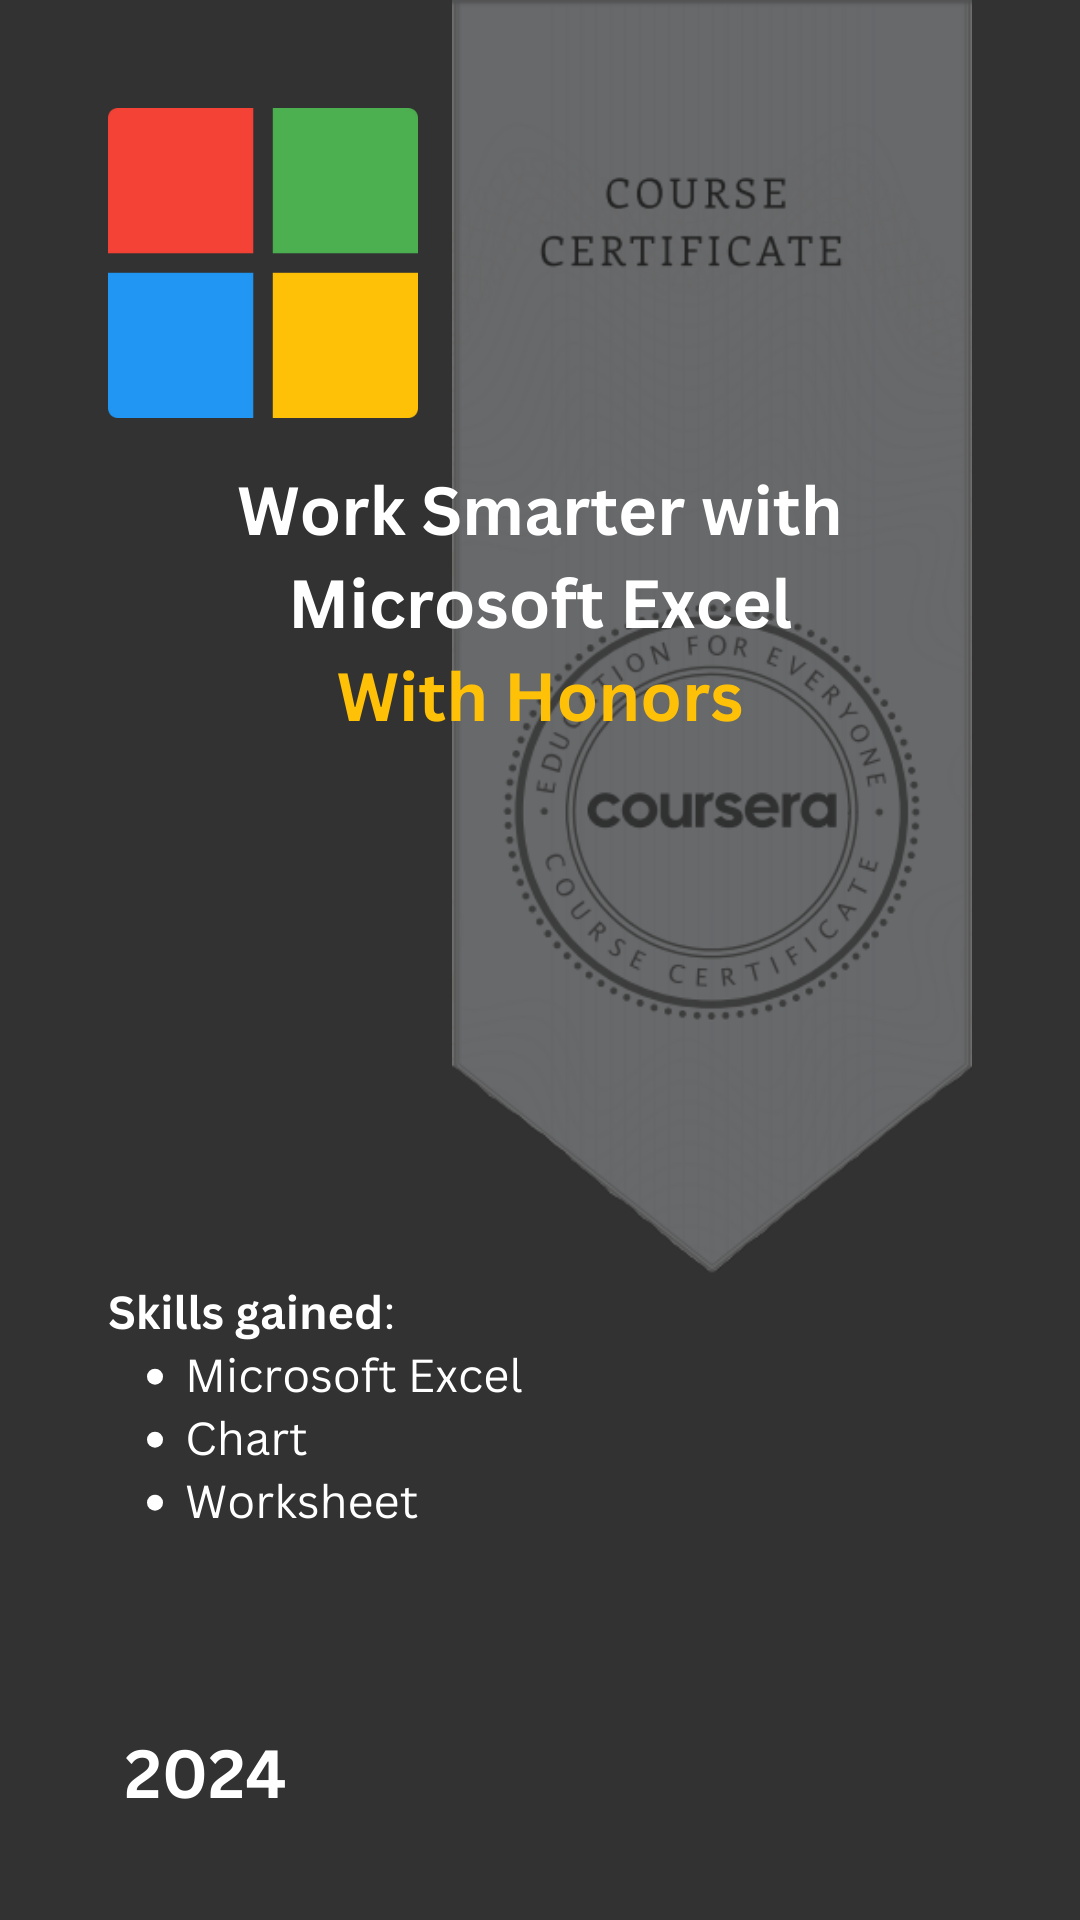 COURSE
CERTIFICATE
Work Smarter with
Microsoft Excel
With Honors
EDUCATION FOR EVERYONE
coursera
COURSE CERTIFICATE
Skills gained:
• Microsoft Excel
• Chart
• Worksheet
2024